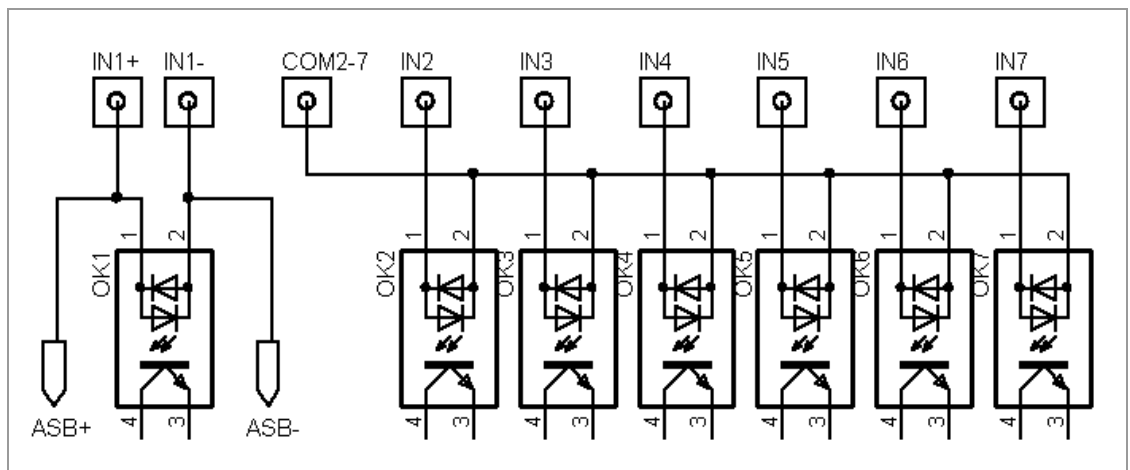 IN1+ IN1- COM2-7 IN2 IN3 IN4 IN5 IN6 IN7
1 2 1 2 1 2 1 2 1 2 1 2 1 2
OK1 OK2 OK3 OK4 OK5 OK6 OK7
4 3 4 3 4 3 4 3 4 3 4 3 4 3
ASB+ ASB-